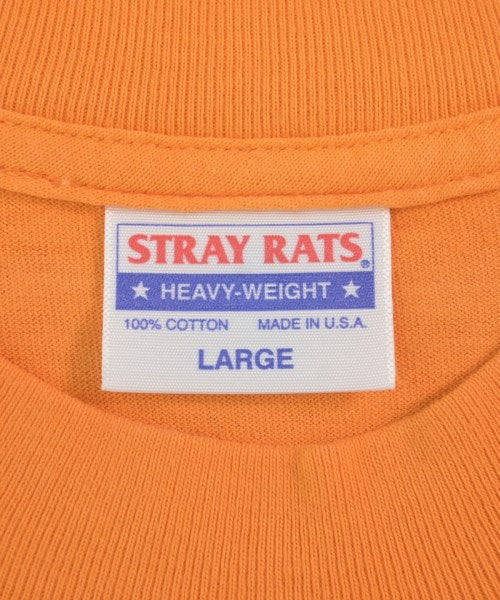 STRAY RATS®
★ HEAVY-WEIGHT ★
100% COTTON MADE IN U.S.A.
LARGE